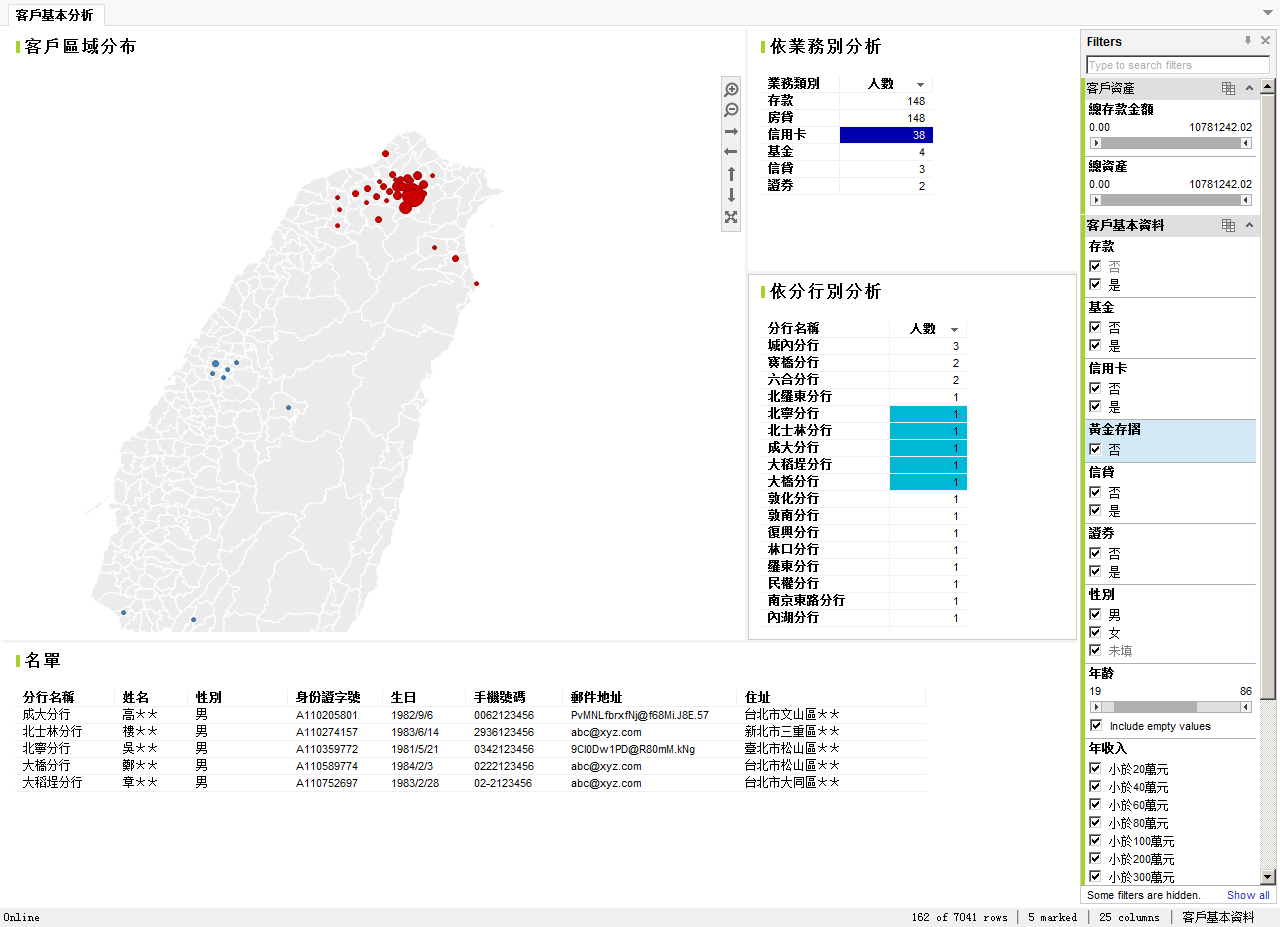 客戶基本分析
客戶區域分布
依業務別分析
業務類別 人數
存款 148
房貸 148
信用卡 38
基金 4
信貸 3
證券 2
依分行別分析
分行名稱 人數
城內分行 3
寶橋分行 2
六合分行 2
北羅東分行 1
北寧分行 1
北士林分行 1
成大分行 1
大稻埕分行 1
大橋分行 1
敦化分行 1
敦南分行 1
復興分行 1
林口分行 1
羅東分行 1
民權分行 1
南京東路分行 1
內湖分行 1
名單
分行名稱 姓名 性別 身份證字號 生日 手機號碼 郵件地址 住址
成大分行 高** 男 A110205801 1982/9/6 0062123456 PvMNLfbrxfNj@f68Mi.J8E.57 台北市文山區**
北士林分行 樓** 男 A110274157 1983/6/14 2936123456 abc@xyz.com 新北市三重區**
北寧分行 吳** 男 A110359772 1981/5/21 0342123456 9Cl0Dw1PD@R80mM.kNg 臺北市松山區**
大橋分行 鄭** 男 A110589774 1984/2/3 0222123456 abc@xyz.com 台北市松山區**
大稻埕分行 章** 男 A110752697 1983/2/28 02-2123456 abc@xyz.com 台北市大同區**
Filters
Type to search filters
客戶資產
總存款金額
0.00 10781242.02
總資產
0.00 10781242.02
客戶基本資料
存款
否
是
基金
否
是
信用卡
否
是
黃金存摺
否
信貸
否
是
證券
否
是
性別
男
女
未填
年齡
19 86
Include empty values
年收入
小於20萬元
小於40萬元
小於60萬元
小於80萬元
小於100萬元
小於200萬元
小於300萬元
Some filters are hidden. Show all
Online 162 of 7041 rows 5 marked 25 columns 客戶基本資料